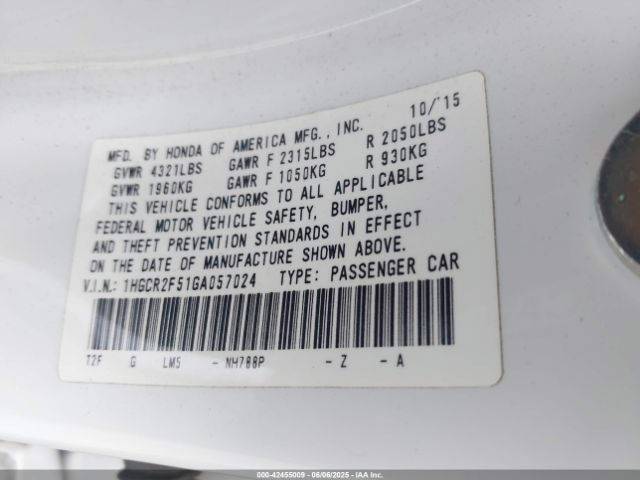 10/'15
MFD. BY HONDA OF AMERICA MFG., INC.
GVWR 4321LBS GAWR F 2315LBS R 2050LBS
GVWR 1960KG GAWR F 1050KG R 930KG
THIS VEHICLE CONFORMS TO ALL APPLICABLE
FEDERAL MOTOR VEHICLE SAFETY, BUMPER,
AND THEFT PREVENTION STANDARDS IN EFFECT
ON THE DATE OF MANUFACTURE SHOWN ABOVE.
V.I.N.: 1HGCR2F51GA057024 TYPE: PASSENGER CAR
T2F G LM5 - NH788P - Z - A
000-42455009 - 06/06/2025 - IAA Inc.